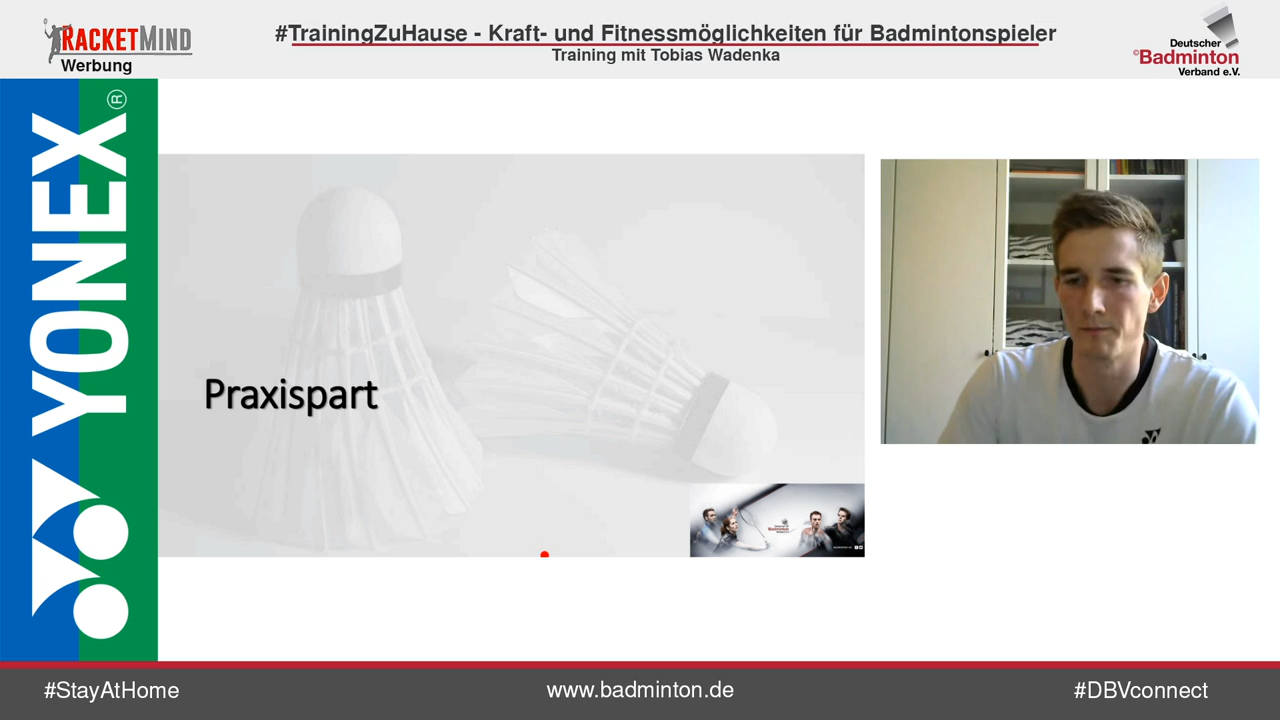 RACKETMIND
Werbung
#TrainingZuHause - Kraft- und Fitnessmöglichkeiten für Badmintonspieler
Training mit Tobias Wadenka
Deutscher
©Badminton
Verband e.V.
YONEX®
Praxispart
#StayAtHome
www.badminton.de
#DBVconnect